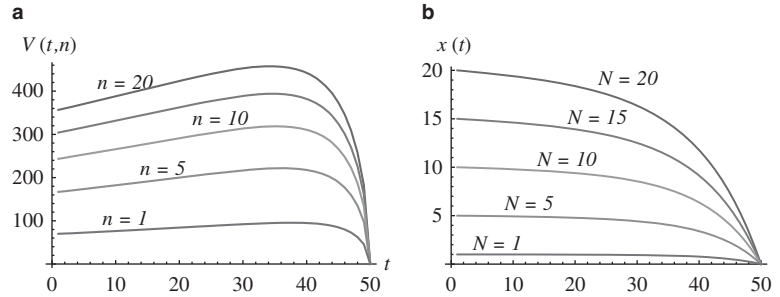 a
V (t,n)
n = 20
400
n = 10
300
n = 5
200
n = 1
100
t
0 10 20 30 40 50
b
x (t)
20
N = 20
15
N = 15
10
N = 10
5
N = 5
N = 1
0 10 20 30 40 50